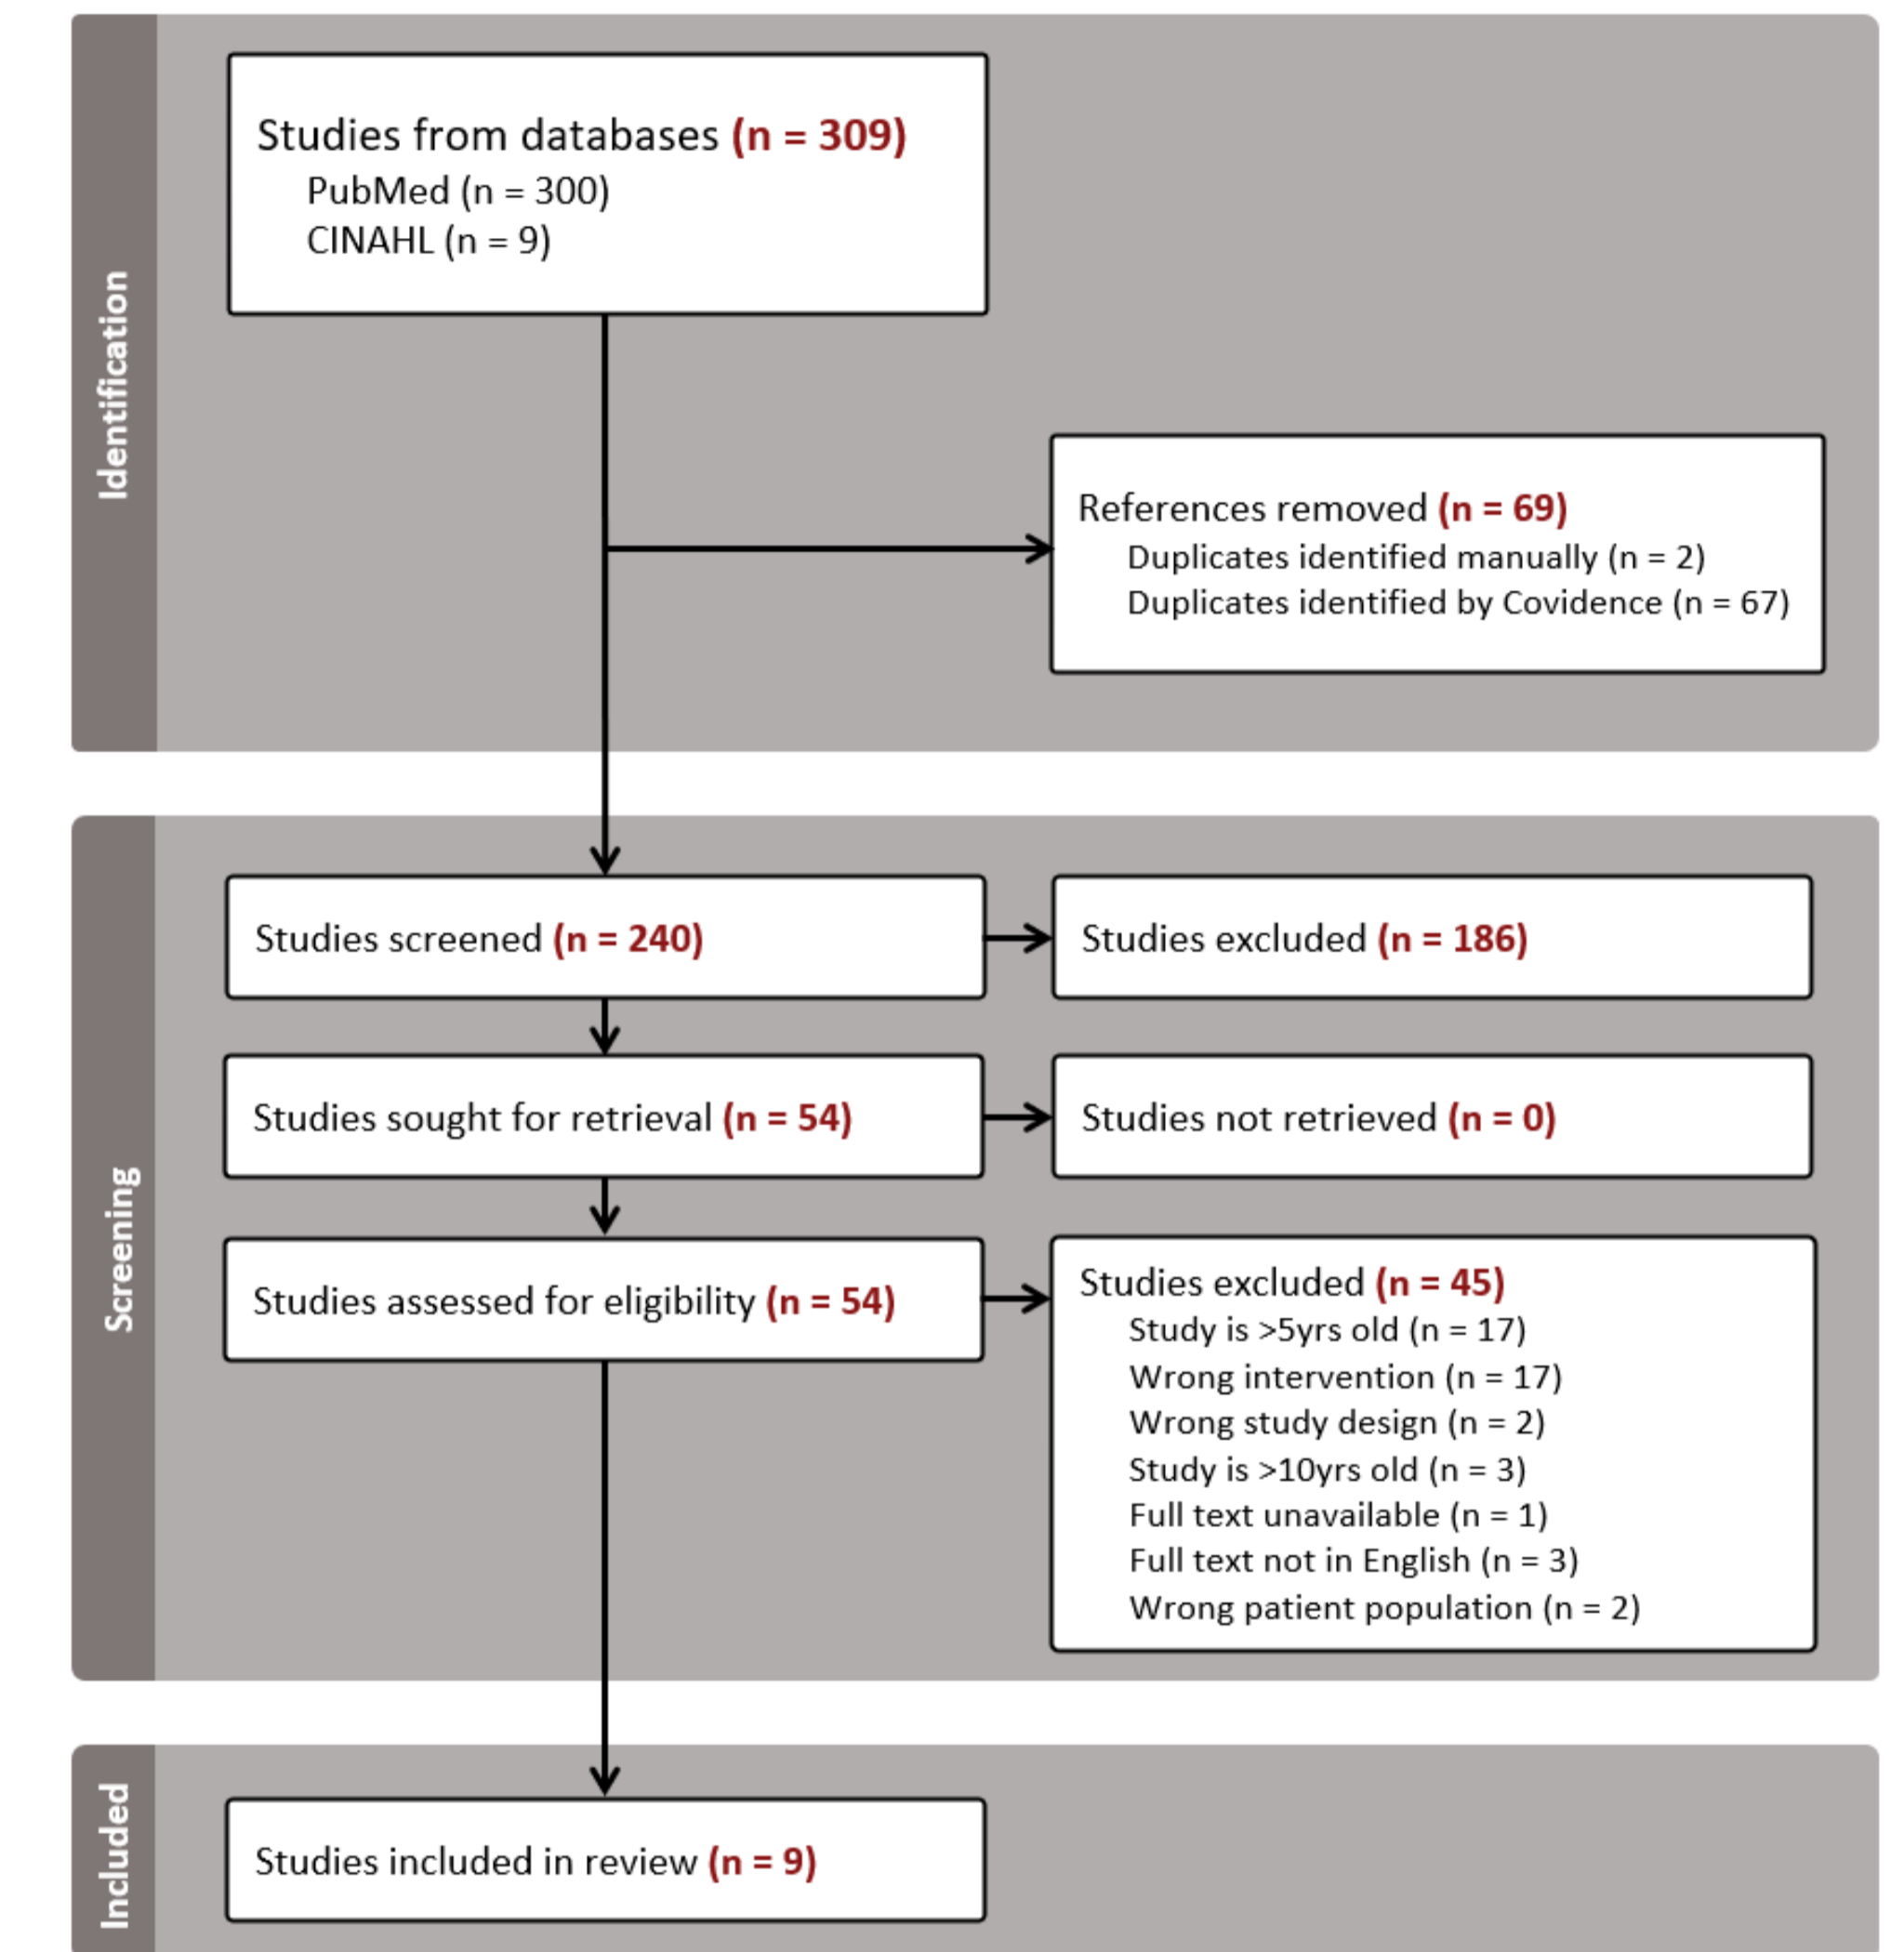 Identification
Studies from databases (n = 309)
PubMed (n = 300)
CINAHL (n = 9)
References removed (n = 69)
Duplicates identified manually (n = 2)
Duplicates identified by Covidence (n = 67)
Screening
Studies screened (n = 240)
Studies excluded (n = 186)
Studies sought for retrieval (n = 54)
Studies not retrieved (n = 0)
Studies assessed for eligibility (n = 54)
Studies excluded (n = 45)
Study is >5yrs old (n = 17)
Wrong intervention (n = 17)
Wrong study design (n = 2)
Study is >10yrs old (n = 3)
Full text unavailable (n = 1)
Full text not in English (n = 3)
Wrong patient population (n = 2)
Included
Studies included in review (n = 9)